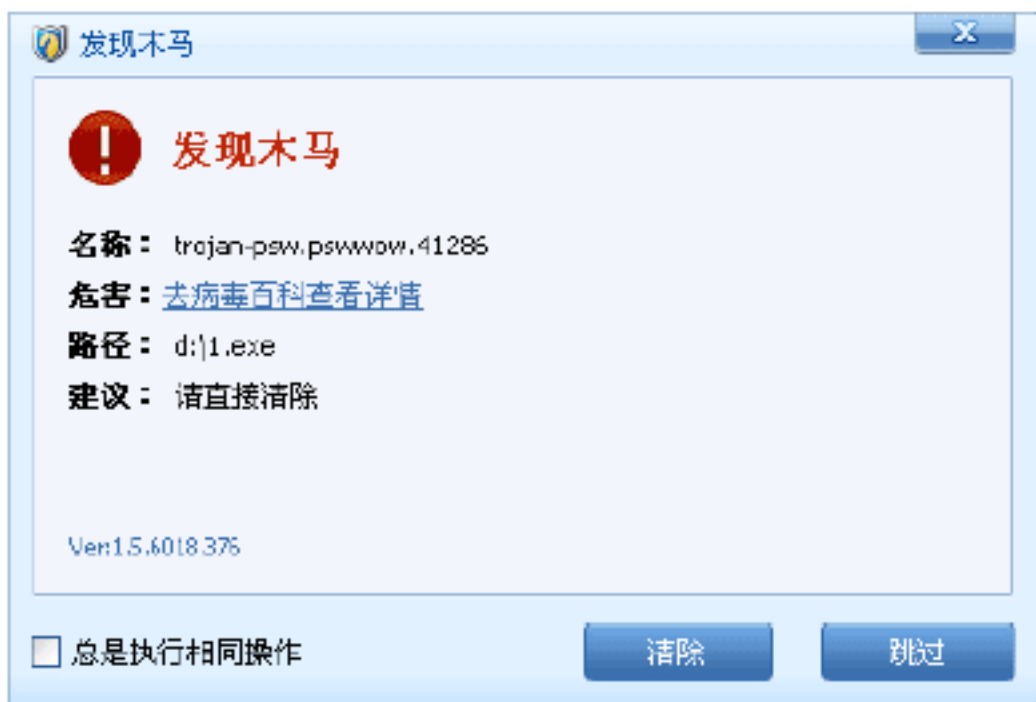 发现木马
发现木马
名称： trojan-psw.pswwow.41286
危害：去病毒百科查看详情
路径： d:\1.exe
建议： 请直接清除
Ver:1.5.6018.376
总是执行相同操作
清除
跳过